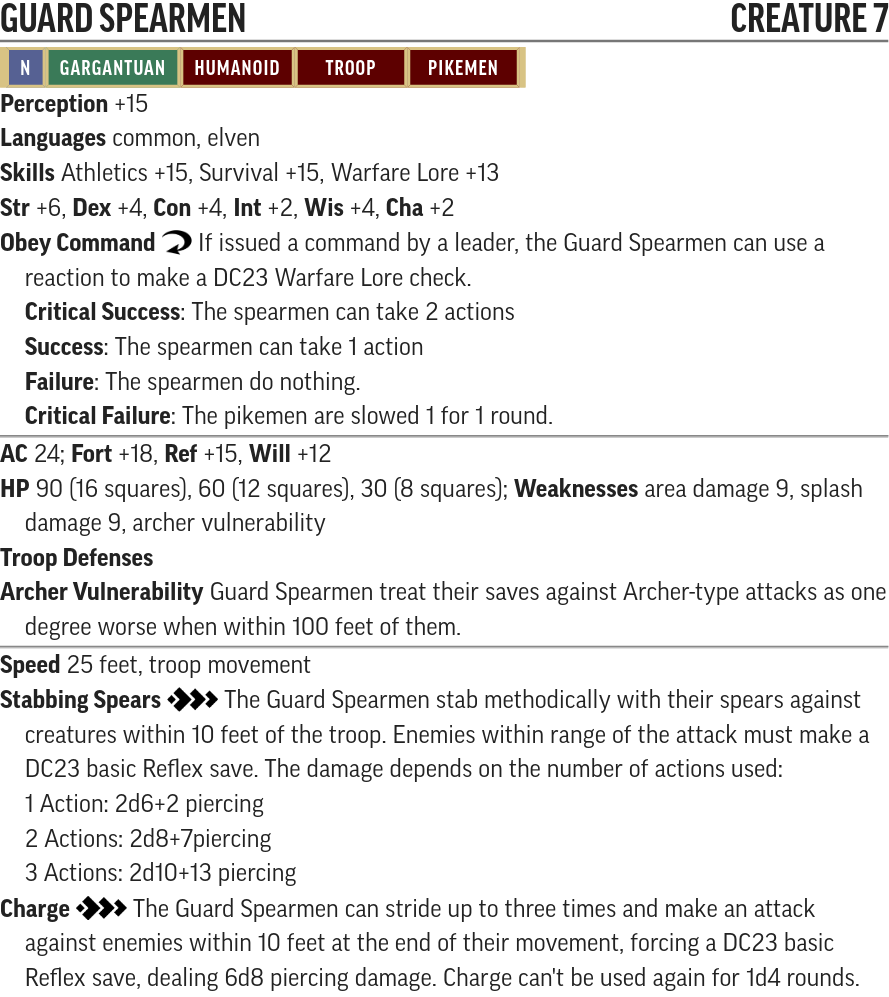 GUARD SPEARMEN CREATURE 7
N GARGANTUAN HUMANOID TROOP PIKEMEN
Perception +15
Languages common, elven
Skills Athletics +15, Survival +15, Warfare Lore +13
Str +6, Dex +4, Con +4, Int +2, Wis +4, Cha +2
Obey Command If issued a command by a leader, the Guard Spearmen can use a
reaction to make a DC23 Warfare Lore check.
Critical Success: The spearmen can take 2 actions
Success: The spearmen can take 1 action
Failure: The spearmen do nothing.
Critical Failure: The pikemen are slowed 1 for 1 round.
AC 24; Fort +18, Ref +15, Will +12
HP 90 (16 squares), 60 (12 squares), 30 (8 squares); Weaknesses area damage 9, splash
damage 9, archer vulnerability
Troop Defenses
Archer Vulnerability Guard Spearmen treat their saves against Archer-type attacks as one
degree worse when within 100 feet of them.
Speed 25 feet, troop movement
Stabbing Spears The Guard Spearmen stab methodically with their spears against
creatures within 10 feet of the troop. Enemies within range of the attack must make a
DC23 basic Reflex save. The damage depends on the number of actions used:
1 Action: 2d6+2 piercing
2 Actions: 2d8+7piercing
3 Actions: 2d10+13 piercing
Charge The Guard Spearmen can stride up to three times and make an attack
against enemies within 10 feet at the end of their movement, forcing a DC23 basic
Reflex save, dealing 6d8 piercing damage. Charge can't be used again for 1d4 rounds.